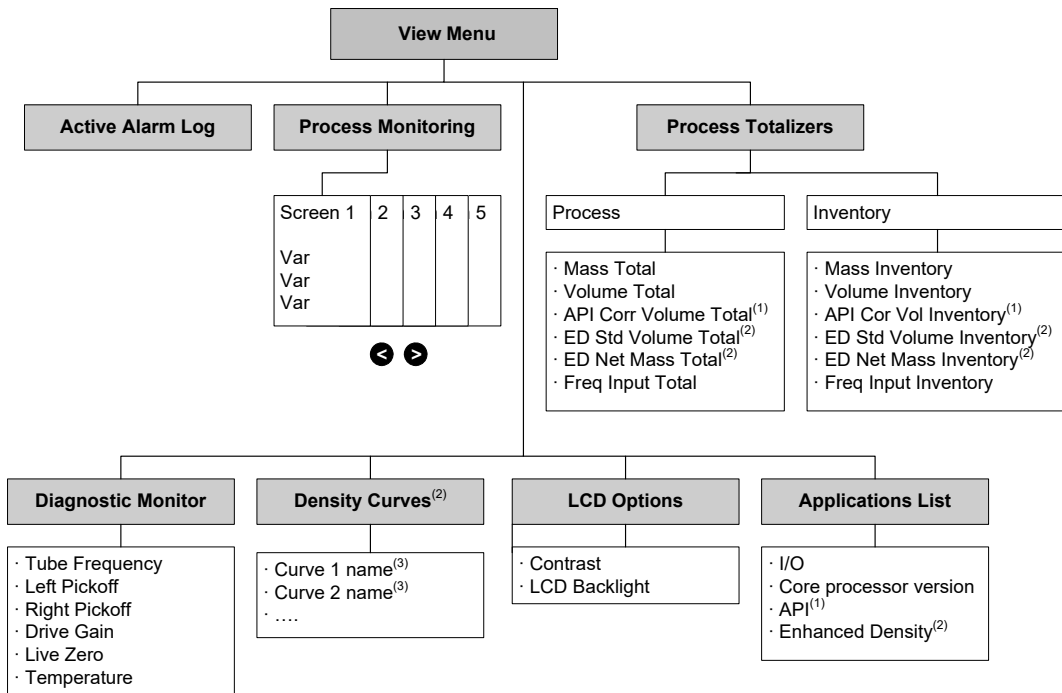 View Menu
Active Alarm Log
Process Monitoring
Process Totalizers
Screen 1 2 3 4 5
Var
Var
Var
< >
Process
· Mass Total
· Volume Total
· API Corr Volume Total(1)
· ED Std Volume Total(2)
· ED Net Mass Total(2)
· Freq Input Total
Inventory
· Mass Inventory
· Volume Inventory
· API Cor Vol Inventory(1)
· ED Std Volume Inventory(2)
· ED Net Mass Inventory(2)
· Freq Input Inventory
Diagnostic Monitor
· Tube Frequency
· Left Pickoff
· Right Pickoff
· Drive Gain
· Live Zero
· Temperature
Density Curves(2)
· Curve 1 name(3)
· Curve 2 name(3)
· ….
LCD Options
· Contrast
· LCD Backlight
Applications List
· I/O
· Core processor version
· API(1)
· Enhanced Density(2)